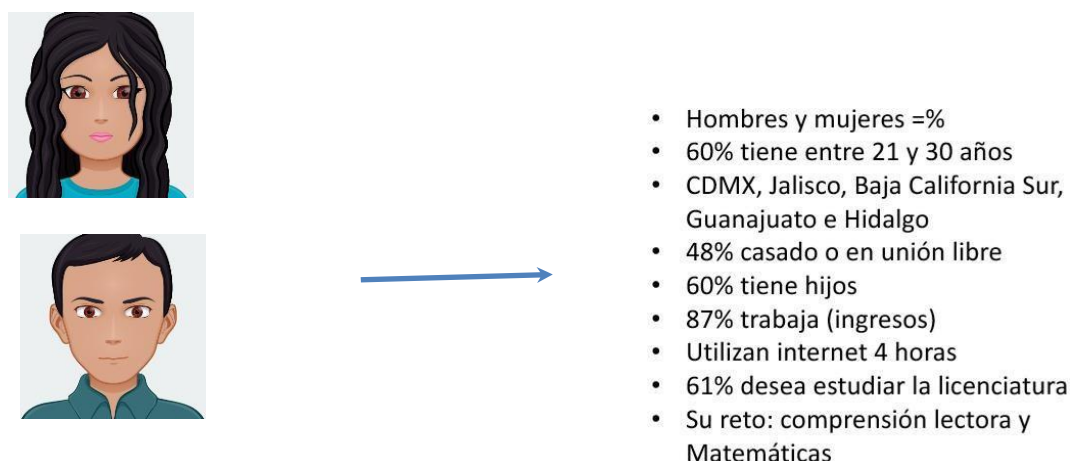 • Hombres y mujeres =%
• 60% tiene entre 21 y 30 años
• CDMX, Jalisco, Baja California Sur,
Guanajuato e Hidalgo
• 48% casado o en unión libre
• 60% tiene hijos
• 87% trabaja (ingresos)
• Utilizan internet 4 horas
• 61% desea estudiar la licenciatura
• Su reto: comprensión lectora y
Matemáticas